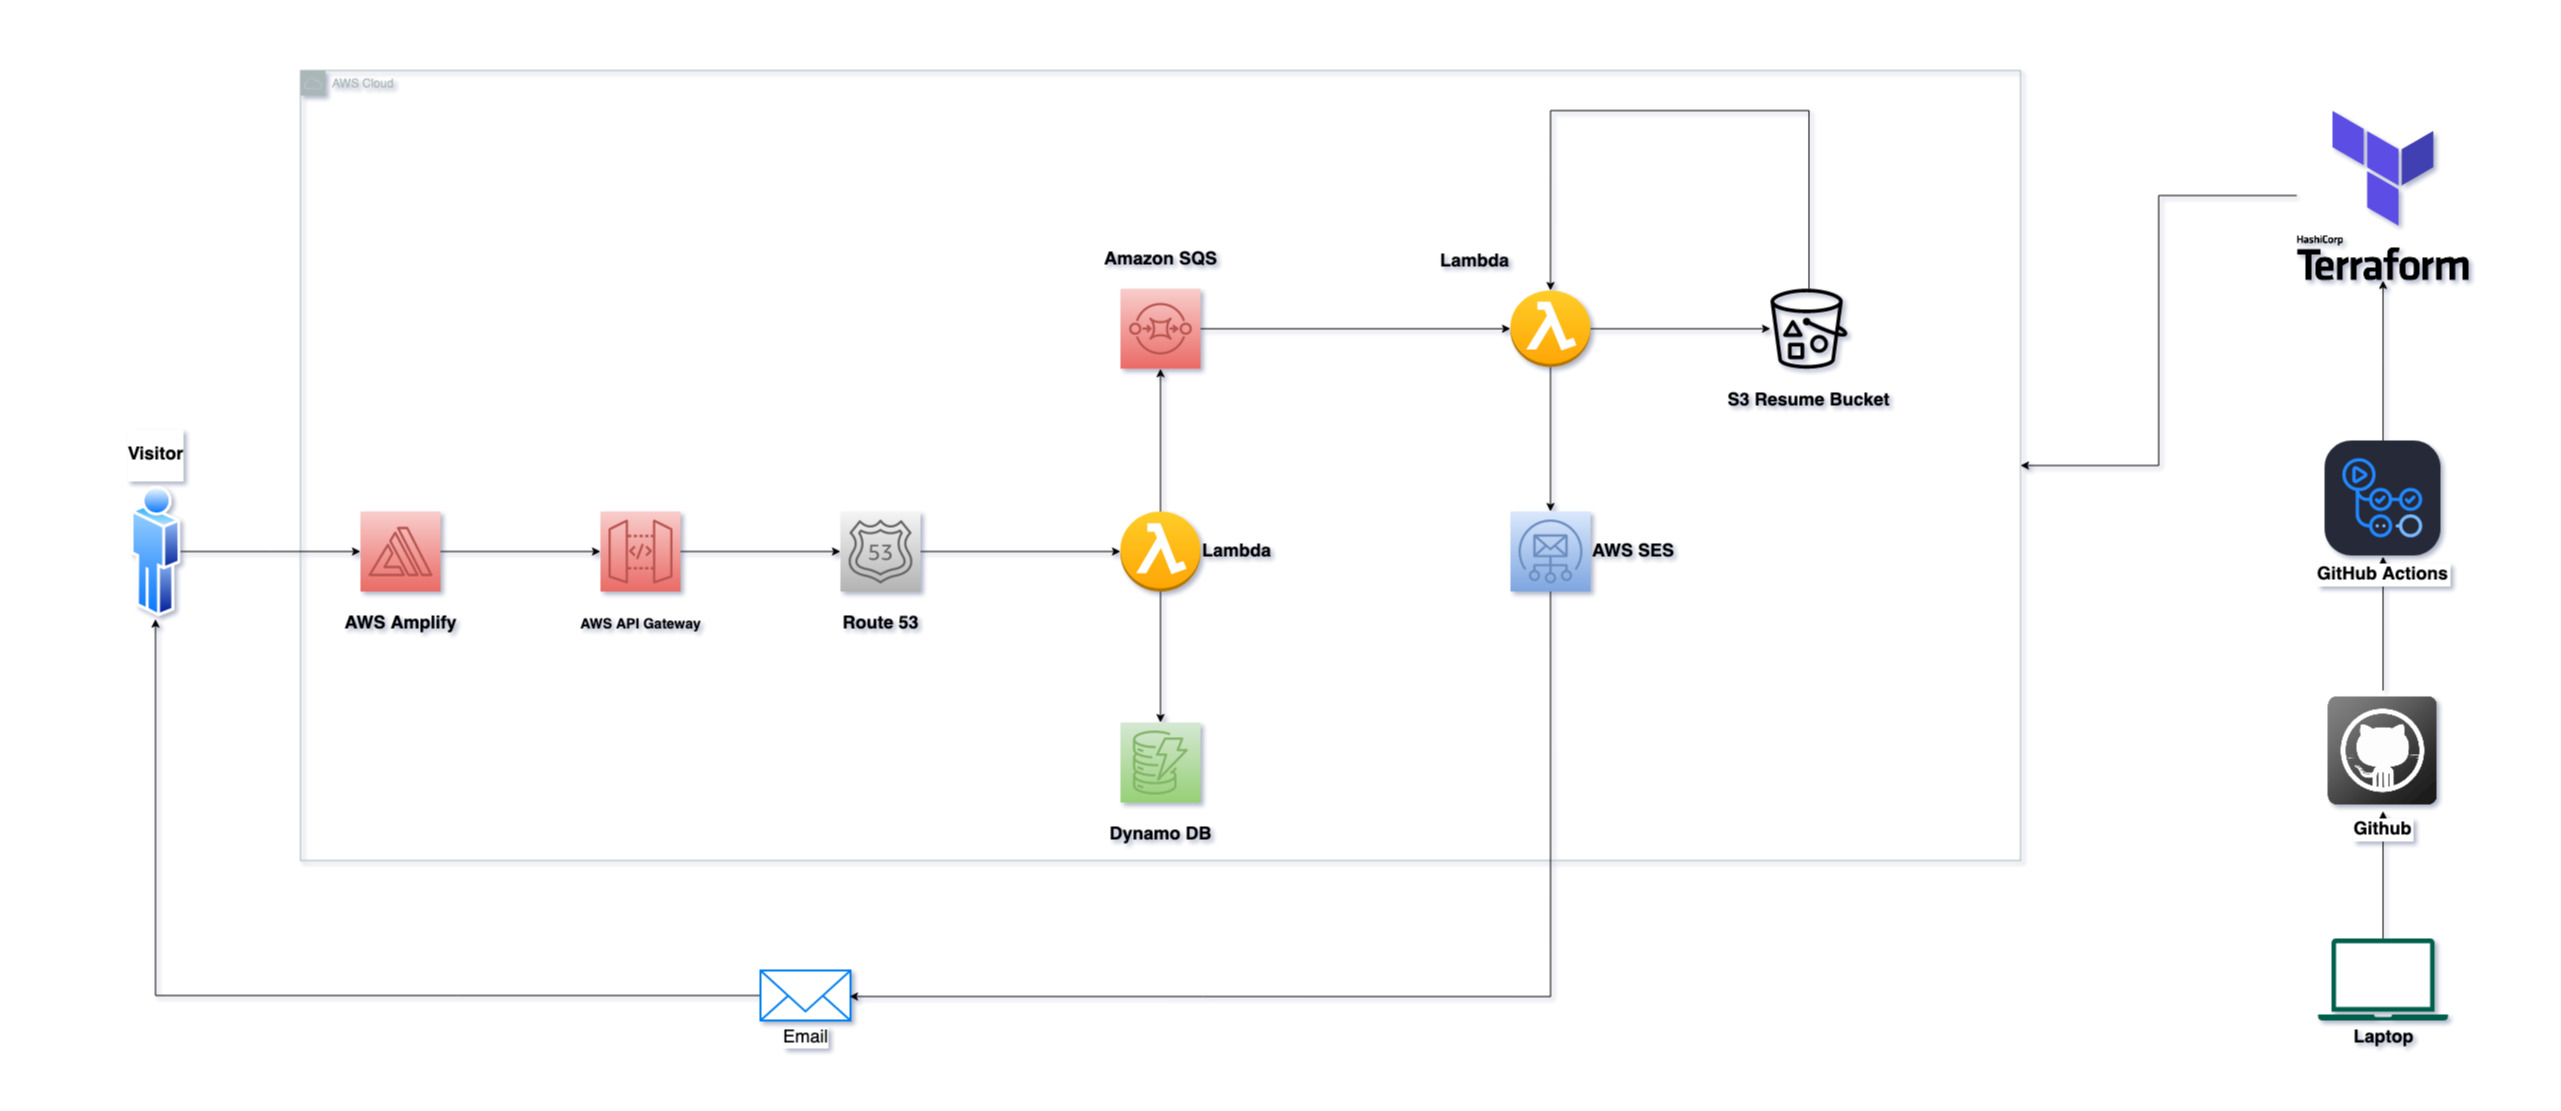 AWS Cloud
Amazon SQS
Lambda
HashiCorp
Terraform
S3 Resume Bucket
Visitor
53
Lambda
AWS SES
AWS Amplify
AWS API Gateway
Route 53
GitHub Actions
Dynamo DB
Github
Email
Laptop